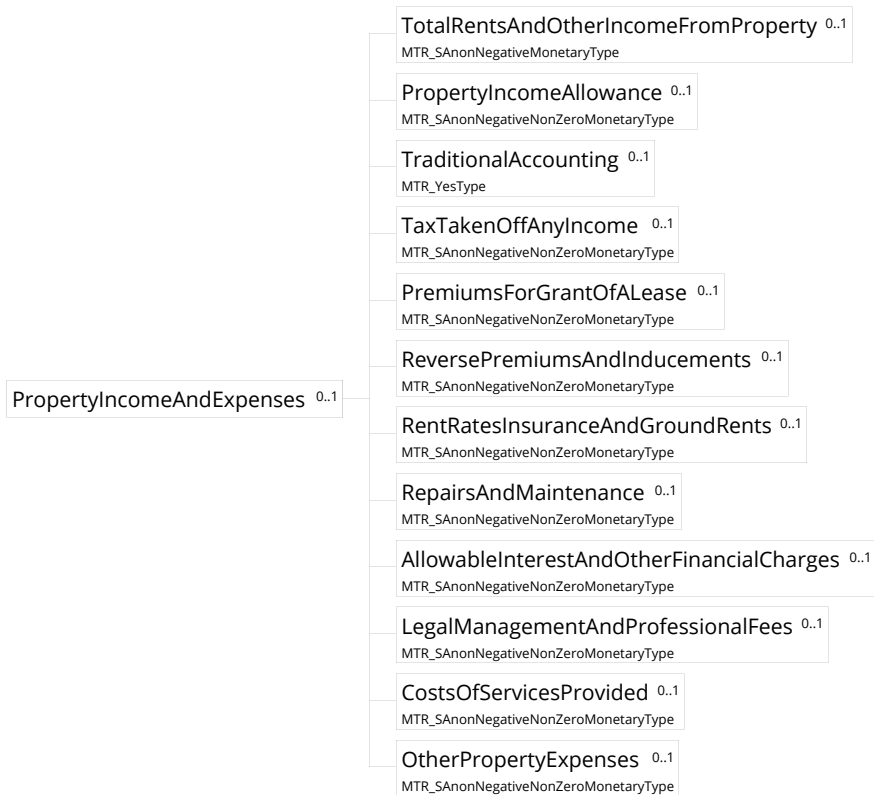 TotalRentsAndOtherIncomeFromProperty 0..1
MTR_SAnonNegativeMonetaryType
PropertyIncomeAllowance 0..1
MTR_SAnonNegativeNonZeroMonetaryType
TraditionalAccounting 0..1
MTR_YesType
TaxTakenOffAnyIncome 0..1
MTR_SAnonNegativeNonZeroMonetaryType
PremiumsForGrantOfALease 0..1
MTR_SAnonNegativeNonZeroMonetaryType
ReversePremiumsAndInducements 0..1
MTR_SAnonNegativeNonZeroMonetaryType
PropertyIncomeAndExpenses 0..1
RentRatesInsuranceAndGroundRents 0..1
MTR_SAnonNegativeNonZeroMonetaryType
RepairsAndMaintenance 0..1
MTR_SAnonNegativeNonZeroMonetaryType
AllowableInterestAndOtherFinancialCharges 0..1
MTR_SAnonNegativeNonZeroMonetaryType
LegalManagementAndProfessionalFees 0..1
MTR_SAnonNegativeNonZeroMonetaryType
CostsOfServicesProvided 0..1
MTR_SAnonNegativeNonZeroMonetaryType
OtherPropertyExpenses 0..1
MTR_SAnonNegativeNonZeroMonetaryType